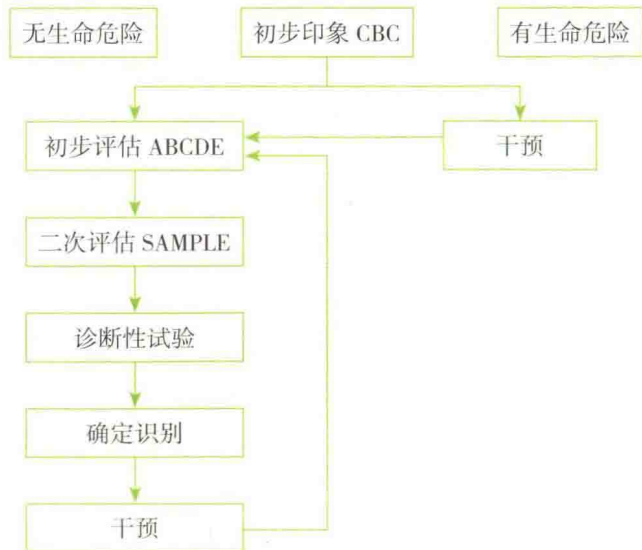 无生命危险
初步印象 CBC
有生命危险
初步评估 ABCDE
干预
二次评估 SAMPLE
诊断性试验
确定识别
干预